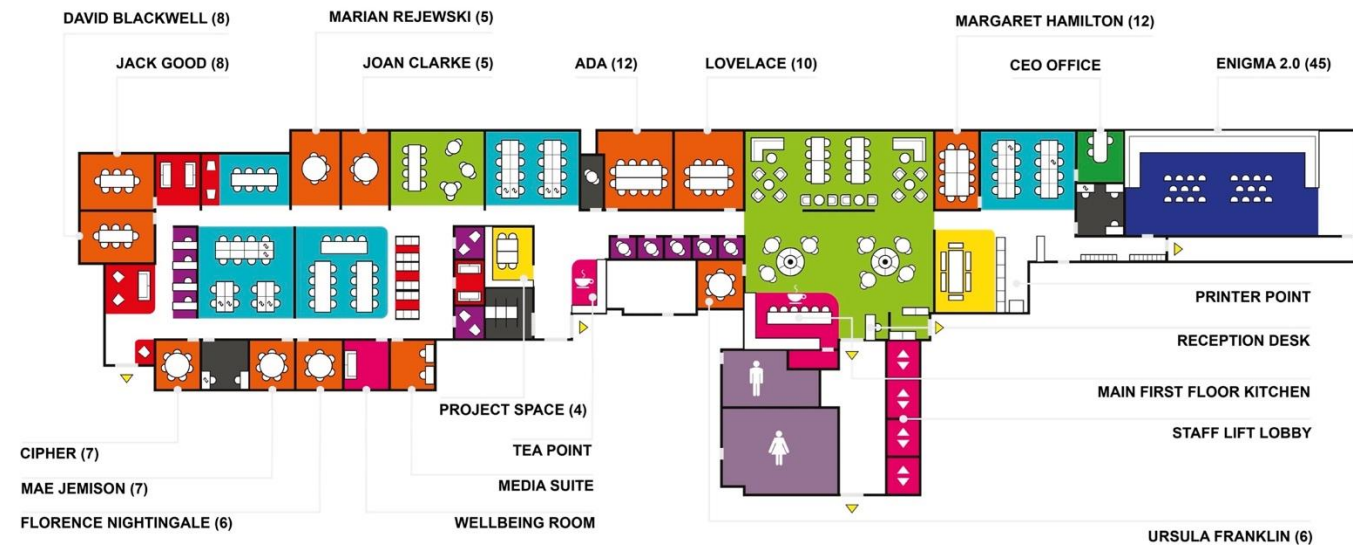 DAVID BLACKWELL (8)
MARIAN REJEWSKI (5)
MARGARET HAMILTON (12)
JACK GOOD (8)
JOAN CLARKE (5)
ADA (12)
LOVELACE (10)
CEO OFFICE
ENIGMA 2.0 (45)
PRINTER POINT
RECEPTION DESK
MAIN FIRST FLOOR KITCHEN
PROJECT SPACE (4)
STAFF LIFT LOBBY
CIPHER (7)
TEA POINT
MAE JEMISON (7)
MEDIA SUITE
FLORENCE NIGHTINGALE (6)
WELLBEING ROOM
URSULA FRANKLIN (6)